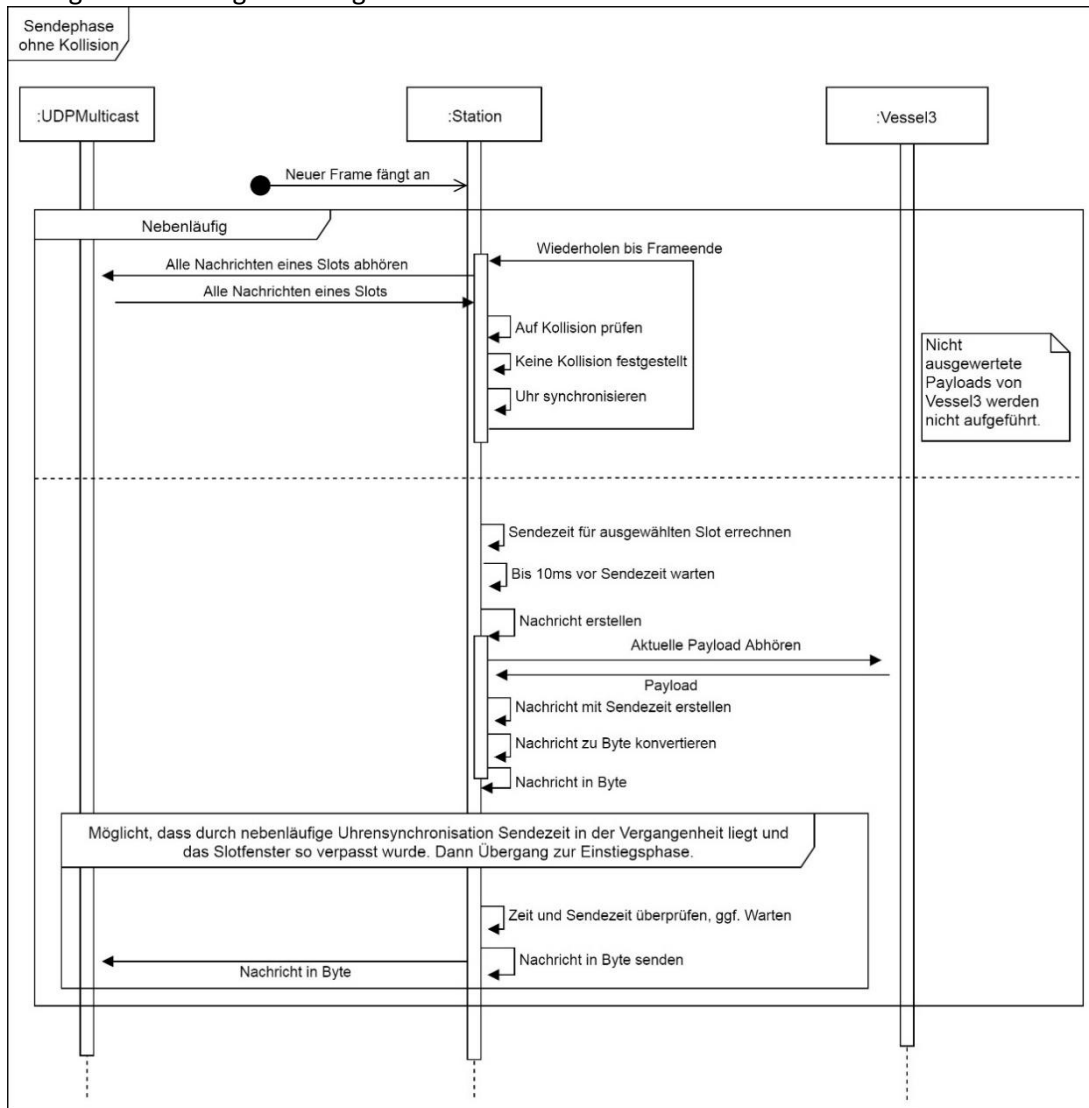 Sendephase
ohne Kollision
:UDPMulticast
:Station
:Vessel3
Neuer Frame fängt an
Nebenläufig
Wiederholen bis Frameende
Alle Nachrichten eines Slots abhören
Alle Nachrichten eines Slots
Auf Kollision prüfen
Keine Kollision festgestellt
Uhr synchronisieren
Nicht
ausgewertete
Payloads von
Vessel3 werden
nicht aufgeführt.
Sendezeit für ausgewählten Slot errechnen
Bis 10ms vor Sendezeit warten
Nachricht erstellen
Aktuelle Payload Abhören
Payload
Nachricht mit Sendezeit erstellen
Nachricht zu Byte konvertieren
Nachricht in Byte
Möglicht, dass durch nebenläufige Uhrensynchronisation Sendezeit in der Vergangenheit liegt und
das Slotfenster so verpasst wurde. Dann Übergang zur Einstiegsphase.
Zeit und Sendezeit überprüfen, ggf. Warten
Nachricht in Byte senden
Nachricht in Byte